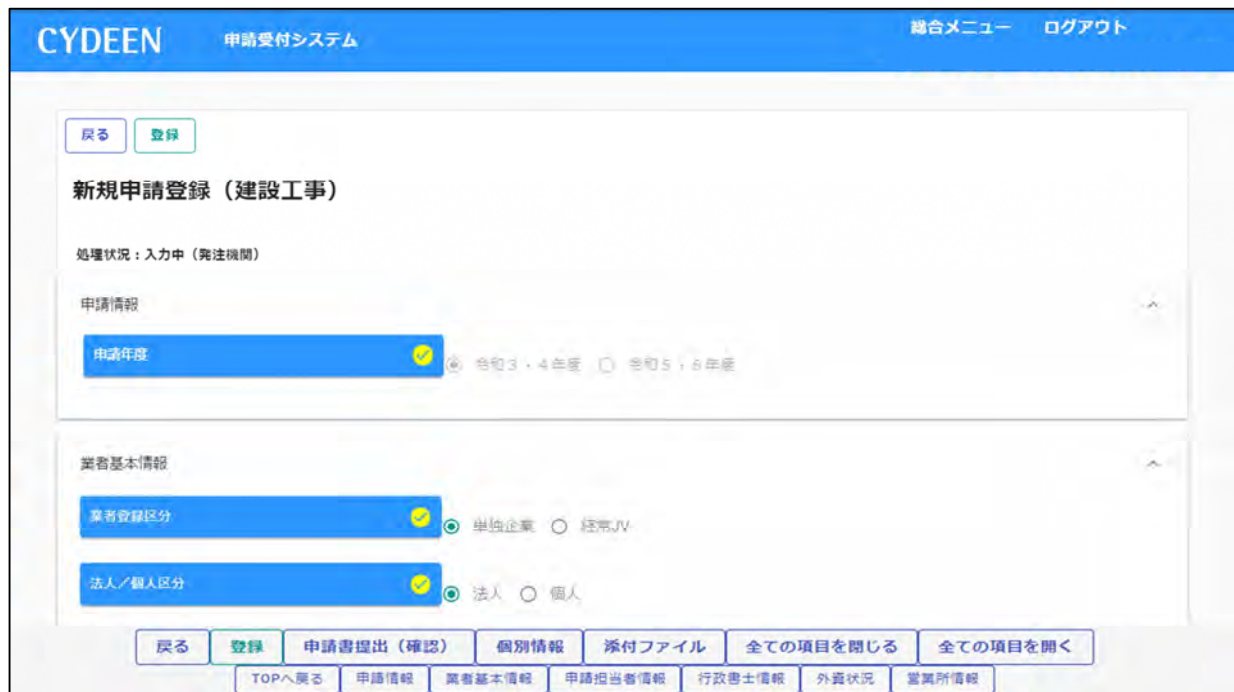 CYDEEN 申請受付システム 総合メニュー ログアウト
戻る 登録
新規申請登録（建設工事）
処理状況：入力中（発注機関）
申請情報
申請年度 令和３・４年度 令和５・６年度
業者基本情報
業者登録区分 単独企業 経常JV
法人／個人区分 法人 個人
戻る 登録 申請書提出（確認） 個別情報 添付ファイル 全ての項目を閉じる 全ての項目を開く
TOPへ戻る 申請情報 業者基本情報 申請担当者情報 行政書士情報 外資状況 営業所情報